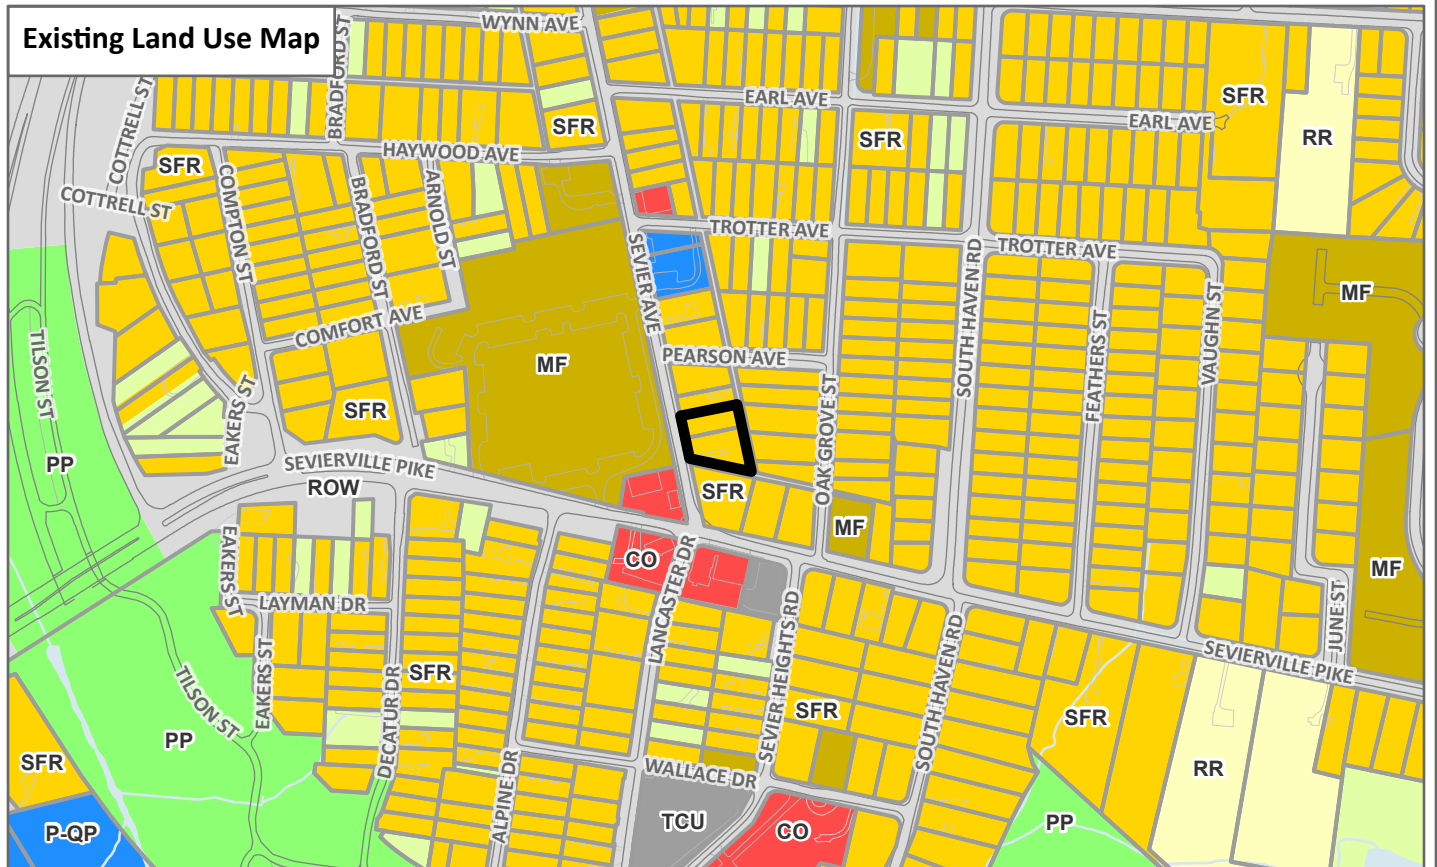 Existing Land Use Map
WYNN AVE
BRADFORD ST
COTTRELL ST
EARL AVE
SFR
EARL AVE
SFR
SFR
RR
HAYWOOD AVE
SFR
COTTRELL ST
COMPTON ST
BRADFORD ST
ARNOLD ST
TROTTER AVE
SEVIER AVE
SOUTH HAVEN RD
TROTTER AVE
MF
VAUGHN ST
COMFORT AVE
TILSON ST
PEARSON AVE
FEATHERS ST
MF
OAK GROVE ST
EAKERS ST
SFR
PP
SEVIERVILLE PIKE
ROW
SFR
MF
EAKERS ST
CO
LANCASTER DR
MF
LAYMAN DR
JUNE ST
SEVIER HEIGHTS RD
SOUTH HAVEN RD
SEVIERVILLE PIKE
EAKERS ST
SFR
DECATUR DR
TILSON ST
SFR
SFR
PP
SFR
RR
WALLACE DR
ALPINE DR
P-QP
TCU
CO
PP